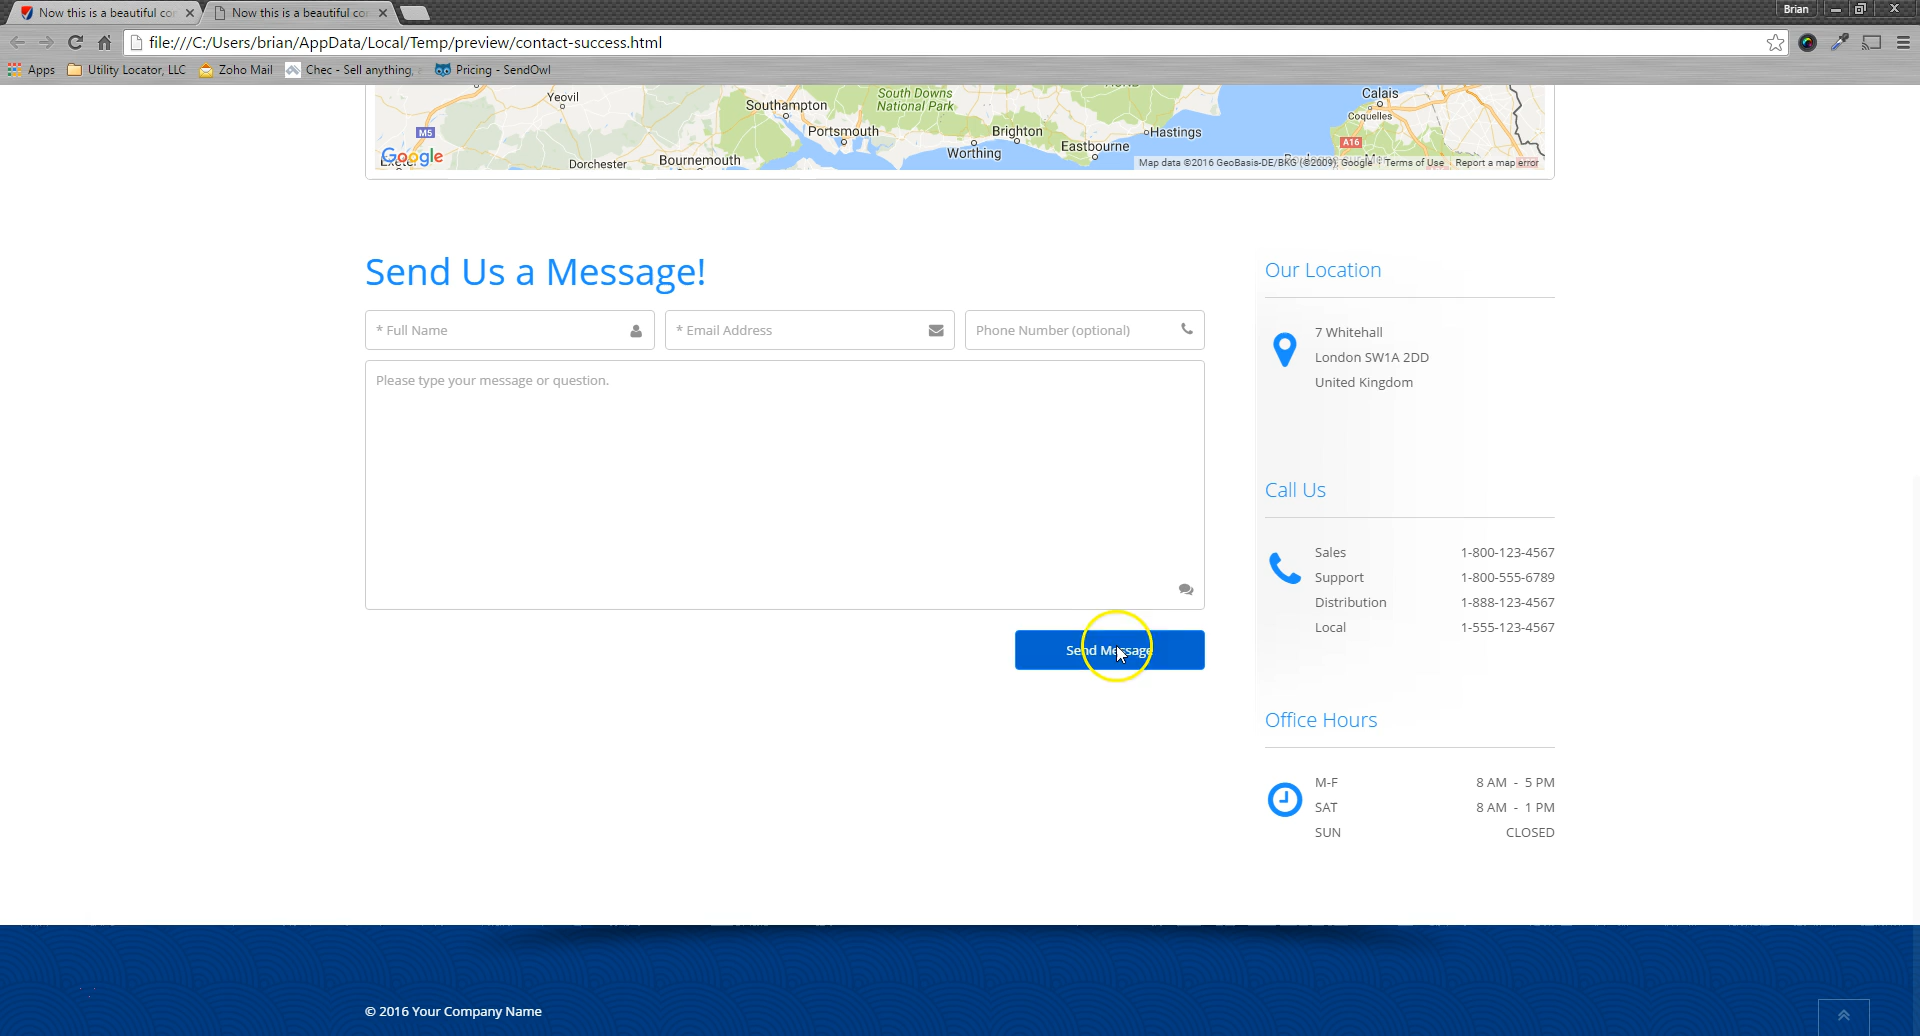 Now this is a beautiful co
Now this is a beautiful co
Brian
file:///C:/Users/brian/AppData/Local/Temp/preview/contact-success.html
Apps
Utility Locator, LLC
Zoho Mail
Chec - Sell anything,
Pricing - SendOwl
South Downs
National Park
Yeovil
Southampton
Calais
Coquelles
M5
Portsmouth
Brighton
Hastings
A16
Google
Dorchester
Bournemouth
Worthing
Eastbourne
Map data ©2016 GeoBasis-DE/BKG (©2009), Google
Terms of Use
Report a map error
Send Us a Message!
* Full Name
* Email Address
Phone Number (optional)
Please type your message or question.
Send Message
Our Location
7 Whitehall
London SW1A 2DD
United Kingdom
Call Us
Sales 1-800-123-4567
Support 1-800-555-6789
Distribution 1-888-123-4567
Local 1-555-123-4567
Office Hours
M-F 8 AM - 5 PM
SAT 8 AM - 1 PM
SUN CLOSED
© 2016 Your Company Name